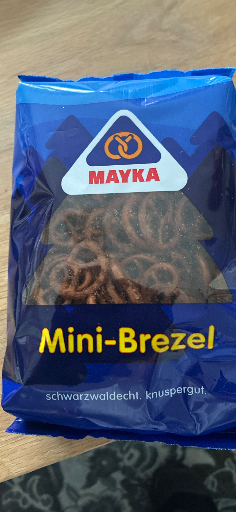 MAYKA
Mini-Brezel
schwarzwaldecht. knuspergut.